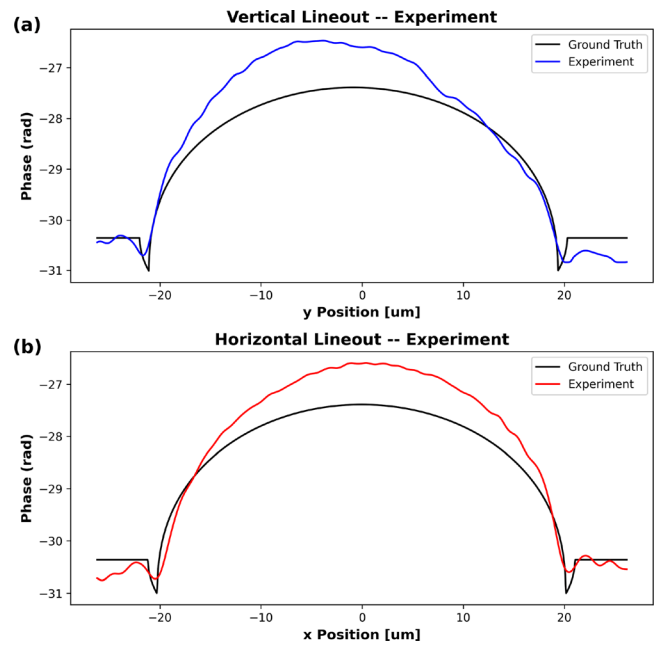 (a)
Vertical Lineout -- Experiment
Ground Truth
Experiment
Phase (rad)
−27
−28
−29
−30
−31
−20
−10
0
10
20
y Position [um]
(b)
Horizontal Lineout -- Experiment
Ground Truth
Experiment
Phase (rad)
−27
−28
−29
−30
−31
−20
−10
0
10
20
x Position [um]